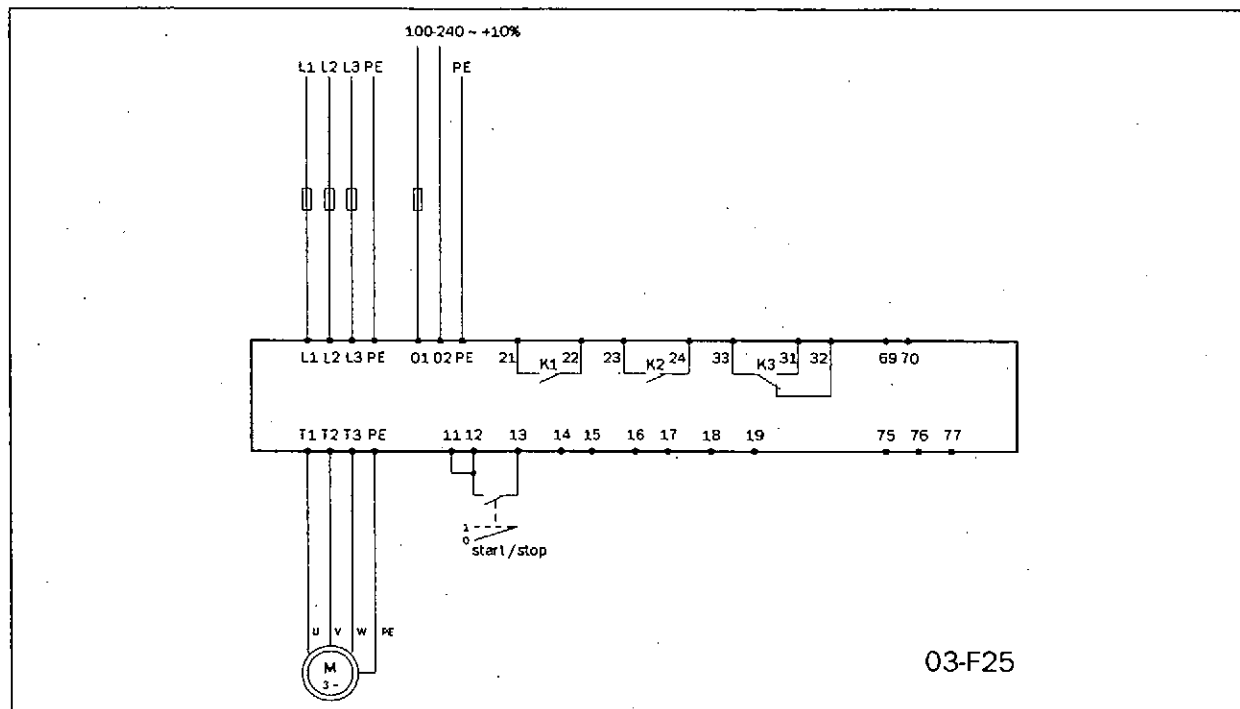 100-240 ~ +10%
L1 L2 L3 PE PE
L1 L2 L3 PE 01 02 PE 21 K1 22 23 K2 24 33 K3 31 32 69 70
T1 T2 T3 PE 11 12 13 14 15 16 17 18 19 75 76 77
1
0
start/stop
U V W PE
M
3 ~
03-F25